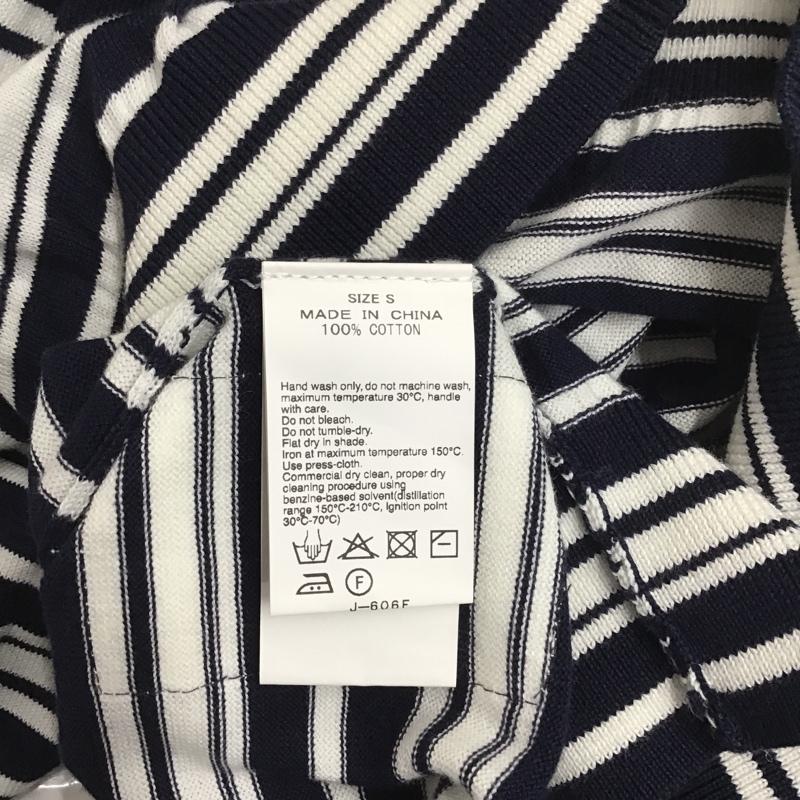 SIZE S
MADE IN CHINA
100% COTTON
Hand wash only, do not machine wash,
maximum temperature 30℃, handle
with care.
Do not bleach.
Do not tumble-dry.
Flat dry in shade.
Iron at maximum temperature 150℃.
Use press-cloth.
Commercial dry clean, proper dry
cleaning procedure using
benzine-based solvent(distillation
range 150℃-210℃, ignition point
30℃-70℃)
F
J-606F